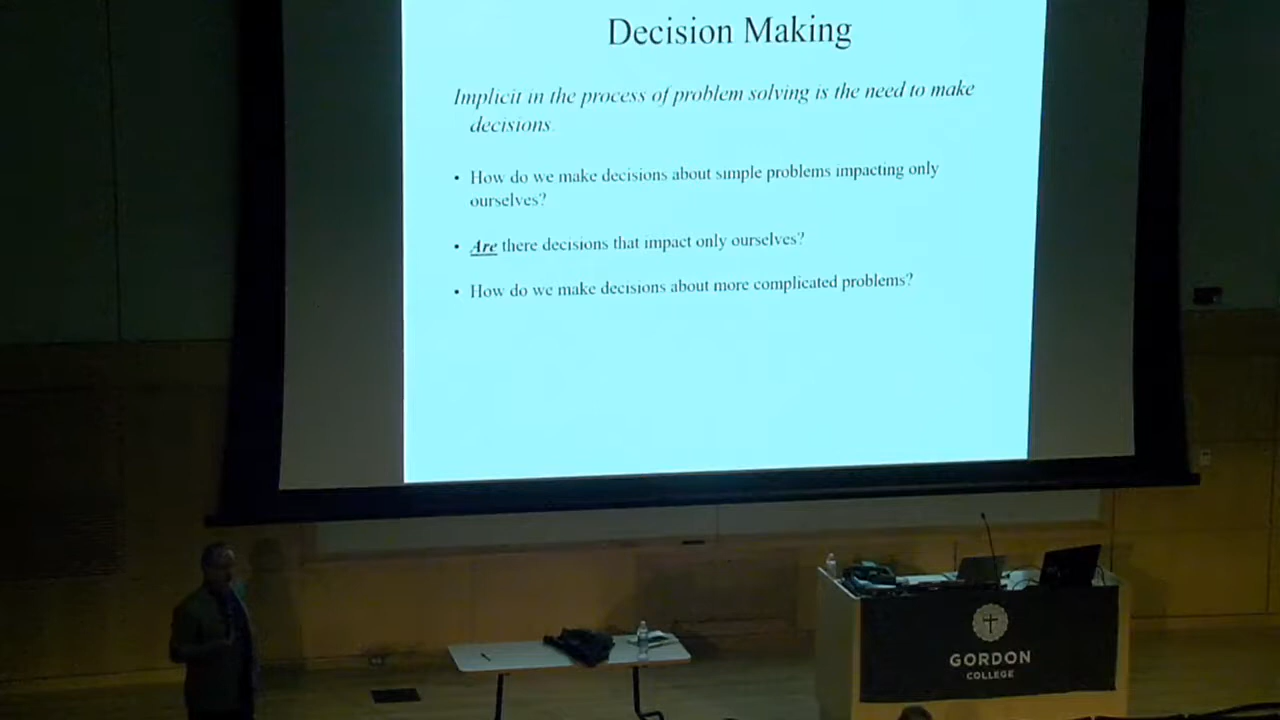 Decision Making
Implicit in the process of problem solving is the need to make
decisions.
• How do we make decisions about simple problems impacting only
ourselves?
• Are there decisions that impact only ourselves?
• How do we make decisions about more complicated problems?
GORDON
COLLEGE